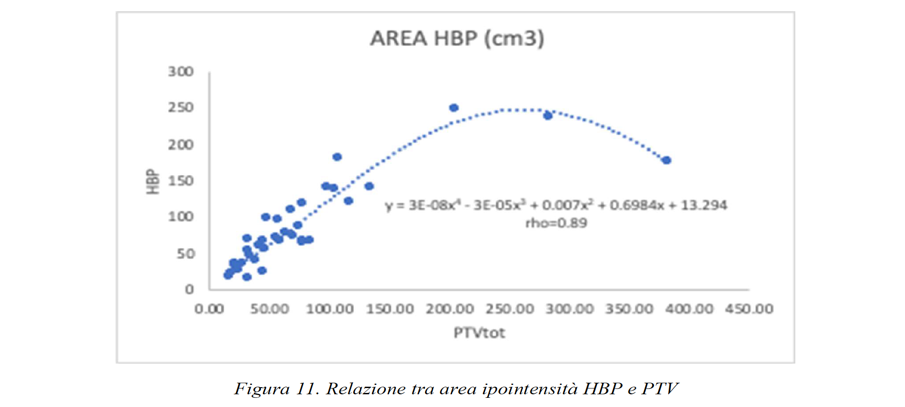 AREA HBP (cm3)
300
250
200
150
100
50
0
HBP
y = 3E-08x⁴ - 3E-05x³ + 0.007x² + 0.6984x + 13.294
rho=0.89
0.00 50.00 100.00 150.00 200.00 250.00 300.00 350.00 400.00 450.00
PTVtot
Figura 11. Relazione tra area ipointensità HBP e PTV